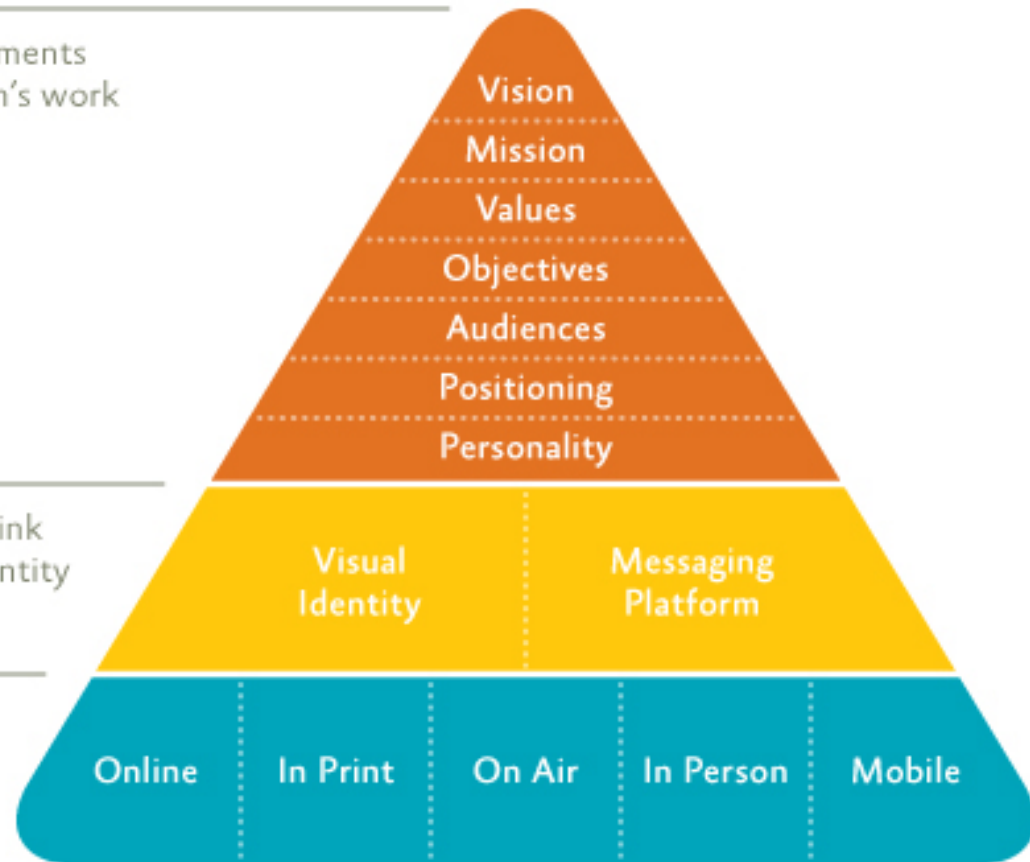 ments
n's work
Vision
Mission
Values
Objectives
Audiences
Positioning
Personality
ink
ntity
Visual
Identity
Messaging
Platform
Online
In Print
On Air
In Person
Mobile